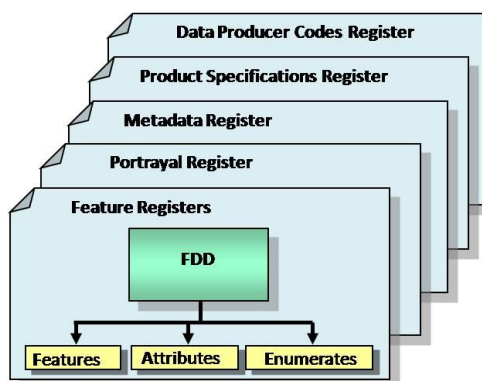 Data Producer Codes Register
Product Specifications Register
Metadata Register
Portrayal Register
Feature Registers
FDD
Features
Attributes
Enumerates